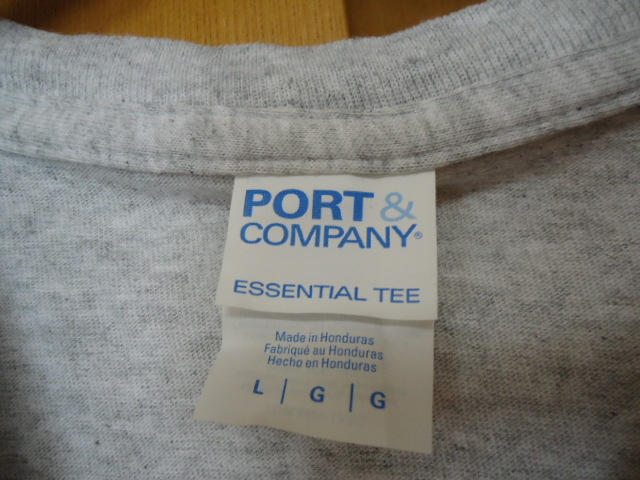 PORT &
COMPANY®
ESSENTIAL TEE
Made in Honduras
Fabriqué au Honduras
Hecho en Honduras
L | G | G